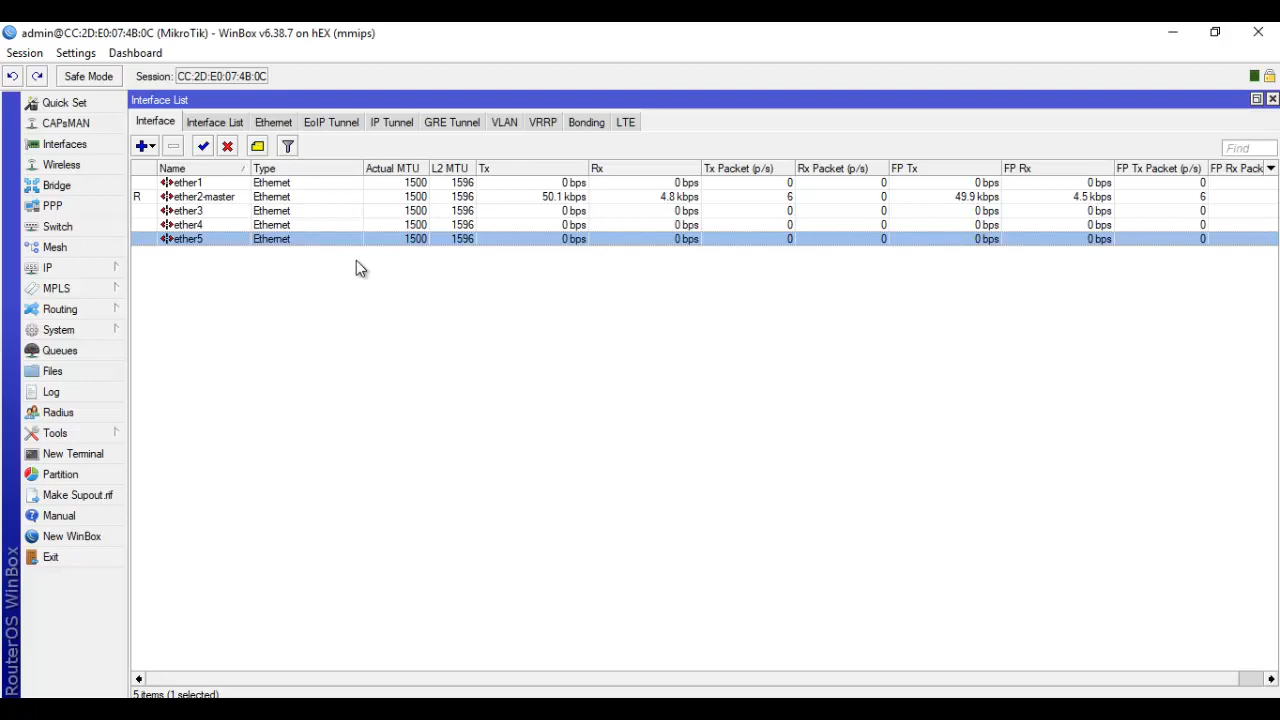 admin@CC:2D:E0:07:4B:0C (MikroTik) - WinBox v6.38.7 on hEX (mmips)
Session Settings Dashboard
Safe Mode Session: CC:2D:E0:07:4B:0C
Quick Set
CAPsMAN
Interfaces
Wireless
Bridge
PPP
Switch
Mesh
IP
MPLS
Routing
System
Queues
Files
Log
Radius
Tools
New Terminal
Partition
Make Supout.rif
Manual
New WinBox
Exit
RouterOS WinBox
Interface List
Interface Interface List Ethernet EoIP Tunnel IP Tunnel GRE Tunnel VLAN VRRP Bonding LTE
Find
Name Type Actual MTU L2 MTU Tx Rx Tx Packet (p/s) Rx Packet (p/s) FP Tx FP Rx FP Tx Packet (p/s) FP Rx Pack
ether1 Ethernet 1500 1596 0 bps 0 bps 0 0 0 bps 0 bps 0
R ether2-master Ethernet 1500 1596 50.1 kbps 4.8 kbps 6 8 49.9 kbps 4.5 kbps 6
ether3 Ethernet 1500 1596 0 bps 0 bps 0 0 0 bps 0 bps 0
ether4 Ethernet 1500 1596 0 bps 0 bps 0 0 0 bps 0 bps 0
ether5 Ethernet 1500 1596 0 bps 0 bps 0 0 0 bps 0 bps 0
5 items (1 selected)